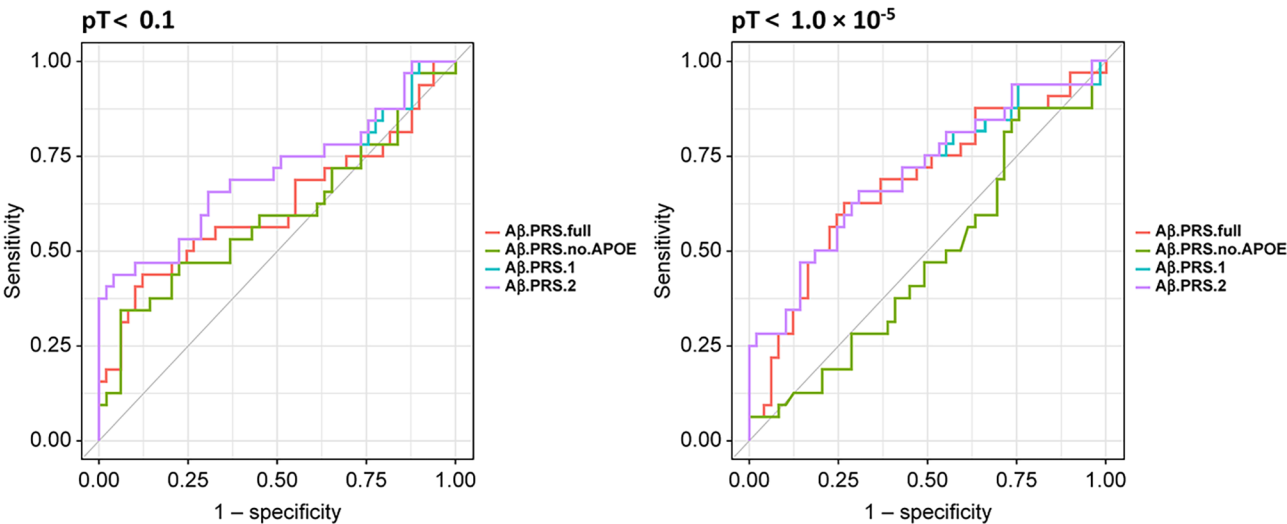 pT< 0.1
1.00
0.75
0.50
0.25
0.00
Sensitivity
0.00 0.25 0.50 0.75 1.00
1 – specificity
Aβ.PRS.full
Aβ.PRS.no.APOE
Aβ.PRS.1
Aβ.PRS.2
pT< 1.0 × 10⁻⁵
1.00
0.75
0.50
0.25
0.00
Sensitivity
0.00 0.25 0.50 0.75 1.00
1 – specificity
Aβ.PRS.full
Aβ.PRS.no.APOE
Aβ.PRS.1
Aβ.PRS.2